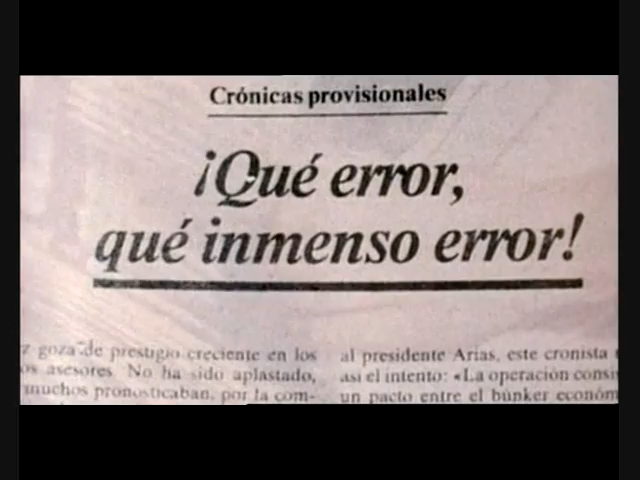 Crónicas provisionales
¡Qué error,
qué inmenso error!
z goza de prestigio creciente en los
os asesores. No ha sido aplastado,
muchos pronosticaban, por la com-
al presidente Arias, este cronista
así el intento: «La operación consi
un pacto entre el búnker económ